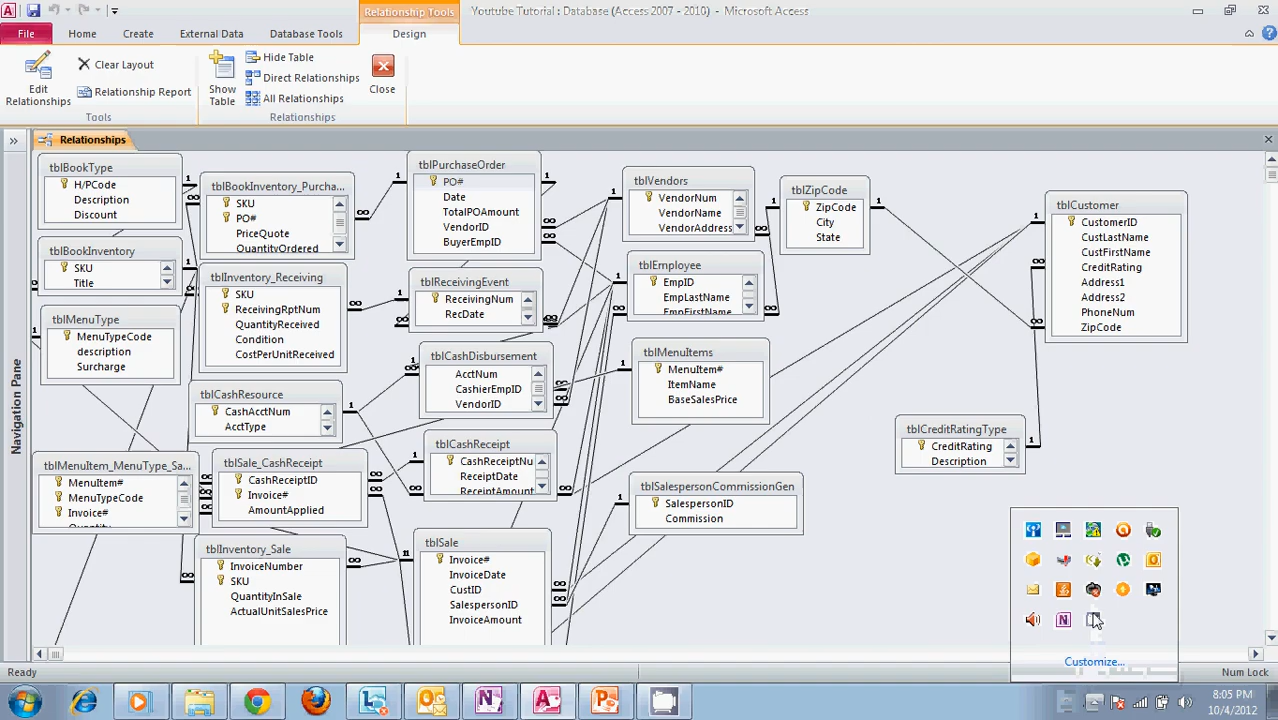 Relationship Tools
Youtube Tutorial : Database (Access 2007 - 2010) - Microsoft Access
File
Home
Create
External Data
Database Tools
Design
Edit Relationships
Clear Layout
Relationship Report
Tools
Show Table
Hide Table
Direct Relationships
All Relationships
Relationships
Close
Relationships
Navigation Pane
tblBookType
H/PCode
Description
Discount
tblBookInventory
SKU
Title
tblMenuType
MenuTypeCode
description
Surcharge
tblMenuItem_MenuType_Sa...
MenuItem#
MenuTypeCode
Invoice#
Quantity
tblBookInventory_Purcha...
SKU
PO#
PriceQuote
QuantityOrdered
tblInventory_Receiving
SKU
ReceivingRptNum
QuantityReceived
Condition
CostPerUnitReceived
tblCashResource
CashAcctNum
AcctType
tblSale_CashReceipt
CashReceiptID
Invoice#
AmountApplied
tblInventory_Sale
InvoiceNumber
SKU
QuantityInSale
ActualUnitSalesPrice
tblPurchaseOrder
PO#
Date
TotalPOAmount
VendorID
BuyerEmpID
tblReceivingEvent
ReceivingNum
RecDate
tblCashDisbursement
AcctNum
CashierEmpID
VendorID
tblCashReceipt
CashReceiptNu
ReceiptDate
ReceiptAmount
tblSale
Invoice#
InvoiceDate
CustID
SalespersonID
InvoiceAmount
tblVendors
VendorNum
VendorName
VendorAddress
tblEmployee
EmpID
EmpLastName
EmpFirstName
tblMenuItems
MenuItem#
ItemName
BaseSalesPrice
tblSalespersonCommissionGen
SalespersonID
Commission
tblZipCode
ZipCode
City
State
tblCustomer
CustomerID
CustLastName
CustFirstName
CreditRating
Address1
Address2
PhoneNum
ZipCode
tblCreditRatingType
CreditRating
Description
Customize...
Ready
Num Lock
8:05 PM
10/4/2012